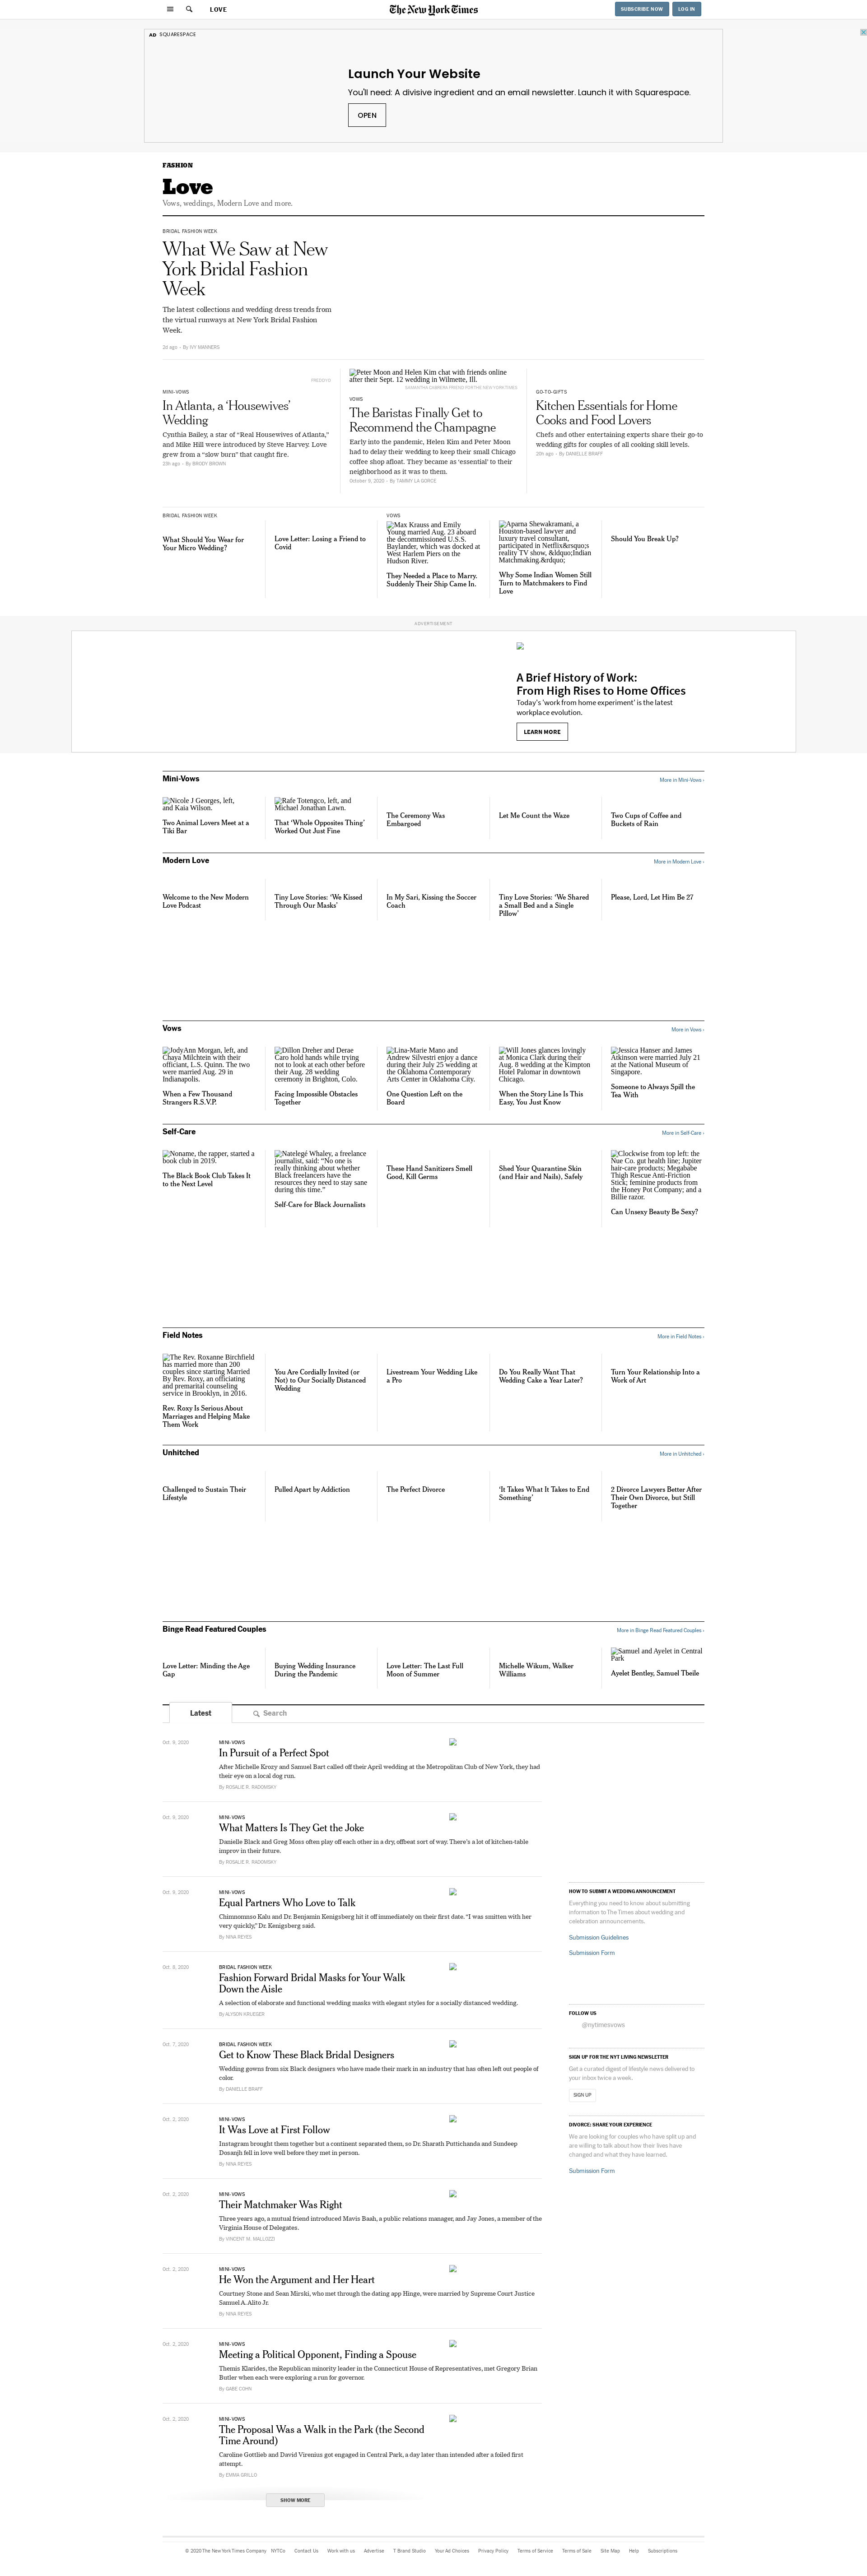 LOVE
The New York Times
SUBSCRIBE NOW
LOG IN
AD SQUARESPACE
Launch Your Website
You'll need: A divisive ingredient and an email newsletter. Launch it with Squarespace.
OPEN
FASHION
Love
Vows, weddings, Modern Love and more.
BRIDAL FASHION WEEK
What We Saw at New
York Bridal Fashion
Week
The latest collections and wedding dress trends from
the virtual runways at New York Bridal Fashion
Week.
2d ago - By IVY MANNERS
MINI-VOWS
In Atlanta, a ‘Housewives’
Wedding
Cynthia Bailey, a star of “Real Housewives of Atlanta,”
and Mike Hill were introduced by Steve Harvey. Love
grew from a “slow burn” that caught fire.
23h ago - By BRODY BROWN
Peter Moon and Helen Kim chat with friends online
after their Sept. 12 wedding in Wilmette, Ill.
VOWS
The Baristas Finally Get to
Recommend the Champagne
Early into the pandemic, Helen Kim and Peter Moon
had to delay their wedding to keep their small Chicago
coffee shop afloat. They became as ‘essential’ to their
neighborhood as it was to them.
October 9, 2020 - By TAMMY LA GORCE
GO-TO-GIFTS
Kitchen Essentials for Home
Cooks and Food Lovers
Chefs and other entertaining experts share their go-to
wedding gifts for couples of all cooking skill levels.
20h ago - By DANIELLE BRAFF
BRIDAL FASHION WEEK
What Should You Wear for
Your Micro Wedding?
Love Letter: Losing a Friend to
Covid
VOWS
Max Krauss and Emily
Young married Aug. 23 aboard
the decommissioned U.S.S.
Baylander, which was docked at
West Harlem Piers on the
Hudson River.
They Needed a Place to Marry.
Suddenly Their Ship Came In.
Aparna Shewakramani, a
Houston-based lawyer and
luxury travel consultant,
participated in Netflix&rsquo;s
reality TV show, &ldquo;Indian
Matchmaking.&rdquo;
Why Some Indian Women Still
Turn to Matchmakers to Find
Love
Should You Break Up?
ADVERTISEMENT
A Brief History of Work:
From High Rises to Home Offices
Today's 'work from home experiment' is the latest
workplace evolution.
LEARN MORE
Mini-Vows
More in Mini-Vows ›
Nicole J Georges, left,
and Kaia Wilson.
Two Animal Lovers Meet at a
Tiki Bar
Rafe Totengco, left, and
Michael Jonathan Lawn.
That ‘Whole Opposites Thing’
Worked Out Just Fine
The Ceremony Was
Embargoed
Let Me Count the Waze
Two Cups of Coffee and
Buckets of Rain
Modern Love
More in Modern Love ›
Welcome to the New Modern
Love Podcast
Tiny Love Stories: ‘We Kissed
Through Our Masks’
In My Sari, Kissing the Soccer
Coach
Tiny Love Stories: ‘We Shared
a Small Bed and a Single
Pillow’
Please, Lord, Let Him Be 27
Vows
More in Vows ›
JodyAnn Morgan, left, and
Chaya Milchtein with their
officiant, L.S. Quinn. The two
were married Aug. 29 in
Indianapolis.
When a Few Thousand
Strangers R.S.V.P.
Dillon Dreher and Derae
Caro hold hands while trying
not to look at each other before
their Aug. 28 wedding
ceremony in Brighton, Colo.
Facing Impossible Obstacles
Together
Lina-Marie Mano and
Andrew Silvestri enjoy a dance
during their July 25 wedding at
the Oklahoma Contemporary
Arts Center in Oklahoma City.
One Question Left on the
Board
Will Jones glances lovingly
at Monica Clark during their
Aug. 8 wedding at the Kimpton
Hotel Palomar in downtown
Chicago.
When the Story Line Is This
Easy, You Just Know
Jessica Hanser and James
Atkinson were married July 21
at the National Museum of
Singapore.
Someone to Always Spill the
Tea With
Self-Care
More in Self-Care ›
Noname, the rapper, started a
book club in 2019.
The Black Book Club Takes It
to the Next Level
Natelegé Whaley, a freelance
journalist, said: “No one is
really thinking about whether
Black freelancers have the
resources they need to stay sane
during this time.”
Self-Care for Black Journalists
These Hand Sanitizers Smell
Good, Kill Germs
Shed Your Quarantine Skin
(and Hair and Nails), Safely
Clockwise from top left: the
Nue Co. gut health line; Jupiter
hair-care products; Megababe
Thigh Rescue Anti-Friction
Stick; feminine products from
the Honey Pot Company; and a
Billie razor.
Can Unsexy Beauty Be Sexy?
Field Notes
More in Field Notes ›
The Rev. Roxanne Birchfield
has married more than 200
couples since starting Married
By Rev. Roxy, an officiating
and premarital counseling
service in Brooklyn, in 2016.
Rev. Roxy Is Serious About
Marriages and Helping Make
Them Work
You Are Cordially Invited (or
Not) to Our Socially Distanced
Wedding
Livestream Your Wedding Like
a Pro
Do You Really Want That
Wedding Cake a Year Later?
Turn Your Relationship Into a
Work of Art
Unhitched
More in Unhitched ›
Challenged to Sustain Their
Lifestyle
Pulled Apart by Addiction
The Perfect Divorce
‘It Takes What It Takes to End
Something’
2 Divorce Lawyers Better After
Their Own Divorce, but Still
Together
Binge Read Featured Couples
More in Binge Read Featured Couples ›
Love Letter: Minding the Age
Gap
Buying Wedding Insurance
During the Pandemic
Love Letter: The Last Full
Moon of Summer
Michelle Wikum, Walker
Williams
Samuel and Ayelet in Central
Park
Ayelet Bentley, Samuel Tbeile
Latest
Search
Oct. 9, 2020
MINI-VOWS
In Pursuit of a Perfect Spot
After Michelle Krozy and Samuel Bart called off their April wedding at the Metropolitan Club of New York, they had
their eye on a local dog run.
By ROSALIE R. RADOMSKY
Oct. 9, 2020
MINI-VOWS
What Matters Is They Get the Joke
Danielle Black and Greg Moss often play off each other in a dry, offbeat sort of way. There’s a lot of kitchen-table
improv in their future.
By ROSALIE R. RADOMSKY
Oct. 9, 2020
MINI-VOWS
Equal Partners Who Love to Talk
Chinunomnso Kalu and Dr. Benjamin Kenigsberg hit it off immediately on their first date. “I was smitten with her
very quickly,” Dr. Kenigsberg said.
By NINA REYES
Oct. 8, 2020
BRIDAL FASHION WEEK
Fashion Forward Bridal Masks for Your Walk
Down the Aisle
A selection of elaborate and functional wedding masks with elegant styles for a socially distanced wedding.
By ALYSON KRUEGER
Oct. 7, 2020
BRIDAL FASHION WEEK
Get to Know These Black Bridal Designers
Wedding gowns from six Black designers who have made their mark in an industry that has often left out people of
color.
By DANIELLE BRAFF
Oct. 2, 2020
MINI-VOWS
It Was Love at First Follow
Instagram brought them together but a continent separated them, so Dr. Sharath Puttichanda and Sundeep
Dosanjh fell in love well before they met in person.
By NINA REYES
Oct. 2, 2020
MINI-VOWS
Their Matchmaker Was Right
Three years ago, a mutual friend introduced Mavis Baah, a public relations manager, and Jay Jones, a member of the
Virginia House of Delegates.
By VINCENT M. MALLOZZI
Oct. 2, 2020
MINI-VOWS
He Won the Argument and Her Heart
Courtney Stone and Sean Mirski, who met through the dating app Hinge, were married by Supreme Court Justice
Samuel A. Alito Jr.
By NINA REYES
Oct. 2, 2020
MINI-VOWS
Meeting a Political Opponent, Finding a Spouse
Themis Klarides, the Republican minority leader in the Connecticut House of Representatives, met Gregory Brian
Butler when each were exploring a run for governor.
By GABE COHN
Oct. 2, 2020
MINI-VOWS
The Proposal Was a Walk in the Park (the Second
Time Around)
Caroline Gottlieb and David Virenius got engaged in Central Park, a day later than intended after a foiled first
attempt.
By EMMA GRILLO
SHOW MORE
HOW TO SUBMIT A WEDDING ANNOUNCEMENT
Everything you need to know about submitting
information to The Times about wedding and
celebration announcements.
Submission Guidelines
Submission Form
FOLLOW US
@nytimesvows
SIGN UP FOR THE NYT LIVING NEWSLETTER
Get a curated digest of lifestyle news delivered to
your inbox twice a week.
SIGN UP
DIVORCE: SHARE YOUR EXPERIENCE
We are looking for couples who have split up and
are willing to talk about how their lives have
changed and what they have learned.
Submission Form
© 2020 The New York Times Company NYTCo Contact Us Work with us Advertise T Brand Studio Your Ad Choices Privacy Policy Terms of Service Terms of Sale Site Map Help Subscriptions